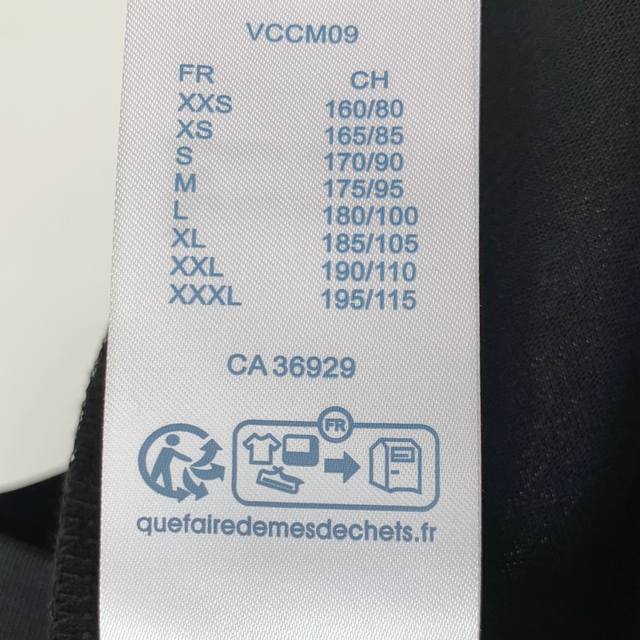 VCCM09
FR CH
XXS 160/80
XS 165/85
S 170/90
M 175/95
L 180/100
XL 185/105
XXL 190/110
XXXL 195/115
CA 36929
FR
quefairedemesdechets.fr